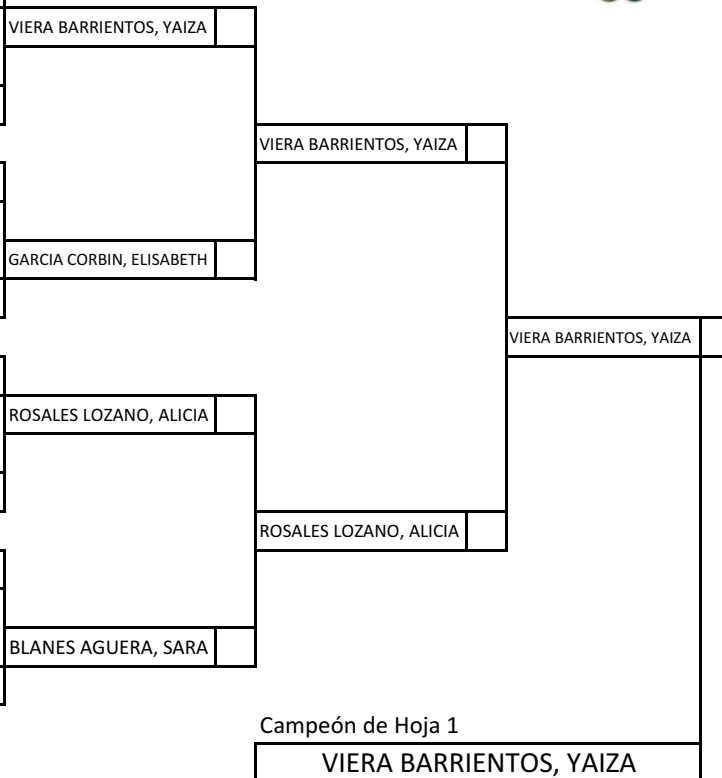 VIERA BARRIENTOS, YAIZA
VIERA BARRIENTOS, YAIZA
GARCIA CORBIN, ELISABETH
VIERA BARRIENTOS, YAIZA
ROSALES LOZANO, ALICIA
ROSALES LOZANO, ALICIA
BLANES AGUERA, SARA
Campeón de Hoja 1
VIERA BARRIENTOS, YAIZA